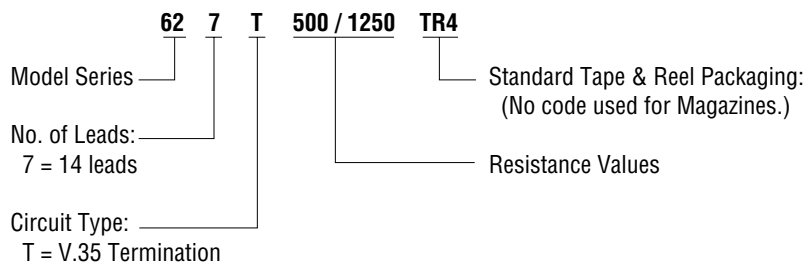 62 7 T 500 / 1250 TR4
Model Series
Standard Tape & Reel Packaging:
(No code used for Magazines.)
No. of Leads:
7 = 14 leads
Resistance Values
Circuit Type:
T = V.35 Termination